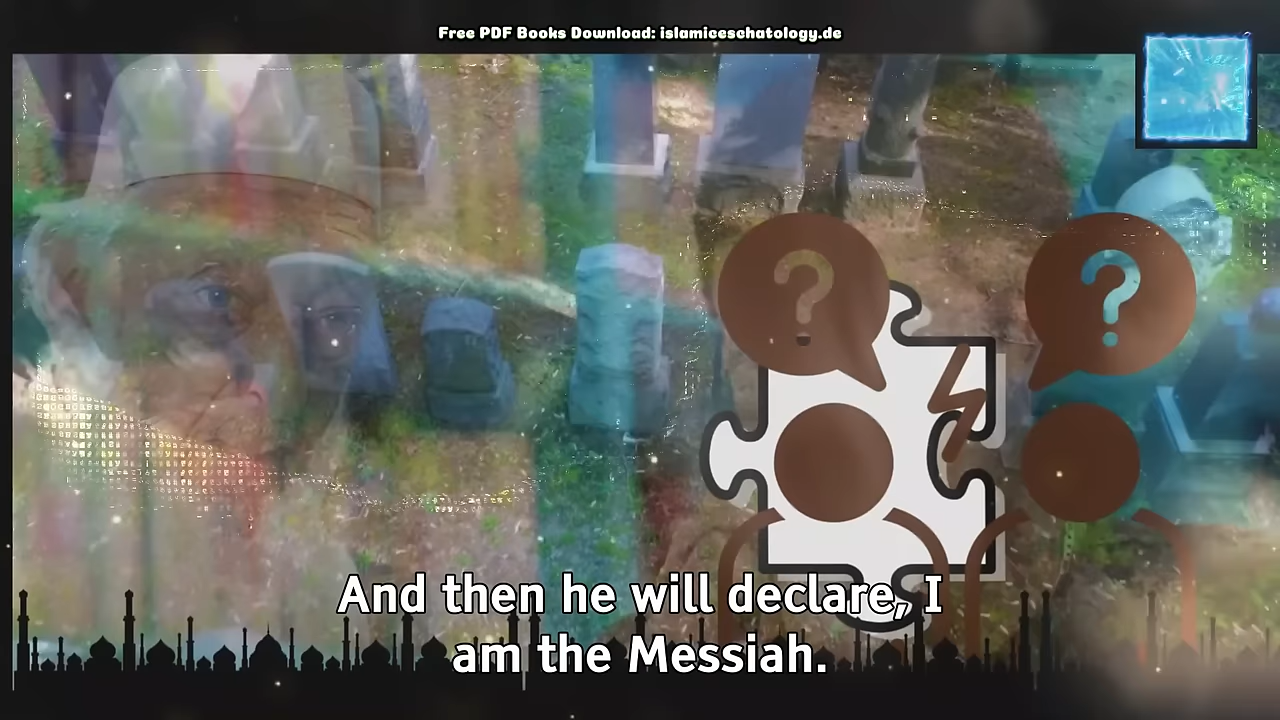 Free PDF Books Download: islamiceschatology.de
?
?
And then he will declare, I
am the Messiah.